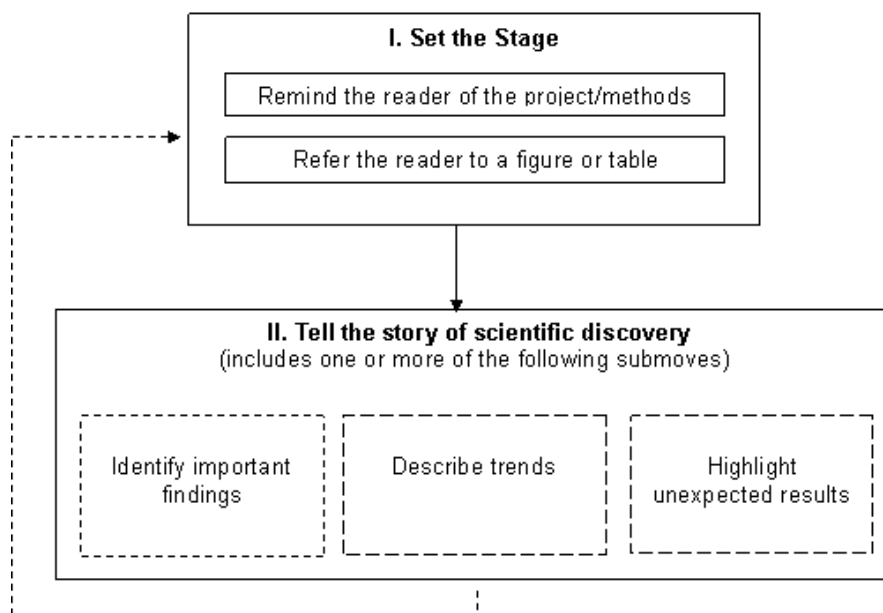 I. Set the Stage
Remind the reader of the project/methods
Refer the reader to a figure or table
II. Tell the story of scientific discovery
(includes one or more of the following submoves)
Identify important
findings
Describe trends
Highlight
unexpected results